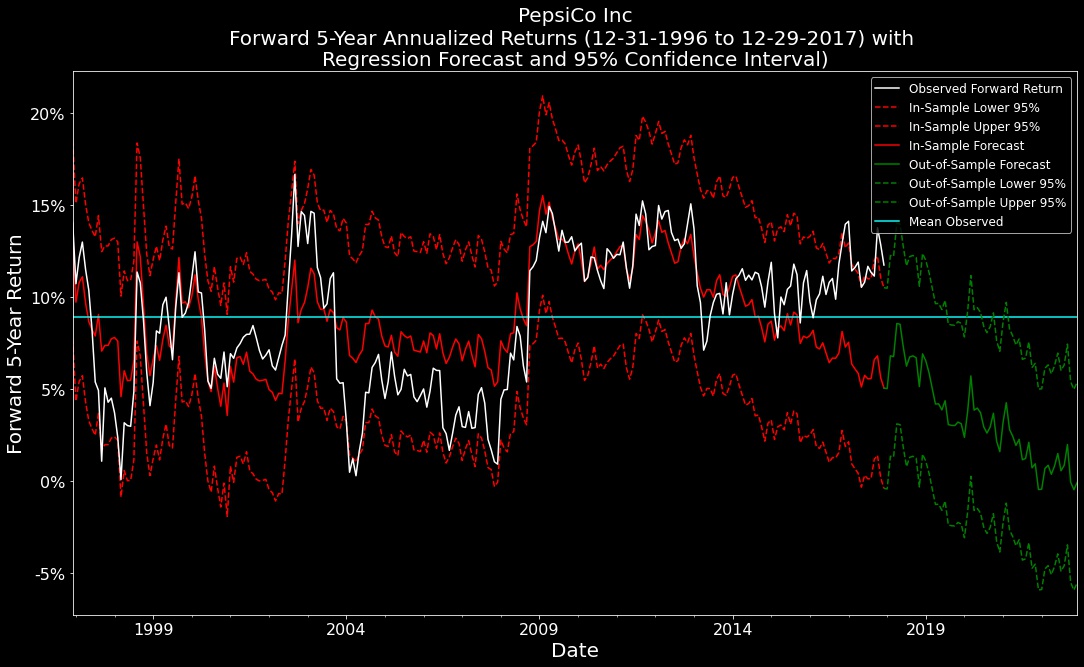 PepsiCo Inc
Forward 5-Year Annualized Returns (12-31-1996 to 12-29-2017) with
Regression Forecast and 95% Confidence Interval)
Observed Forward Return
In-Sample Lower 95%
In-Sample Upper 95%
In-Sample Forecast
Out-of-Sample Forecast
Out-of-Sample Lower 95%
Out-of-Sample Upper 95%
Mean Observed
Forward 5-Year Return
20%
15%
10%
5%
0%
-5%
1999
2004
2009
2014
2019
Date